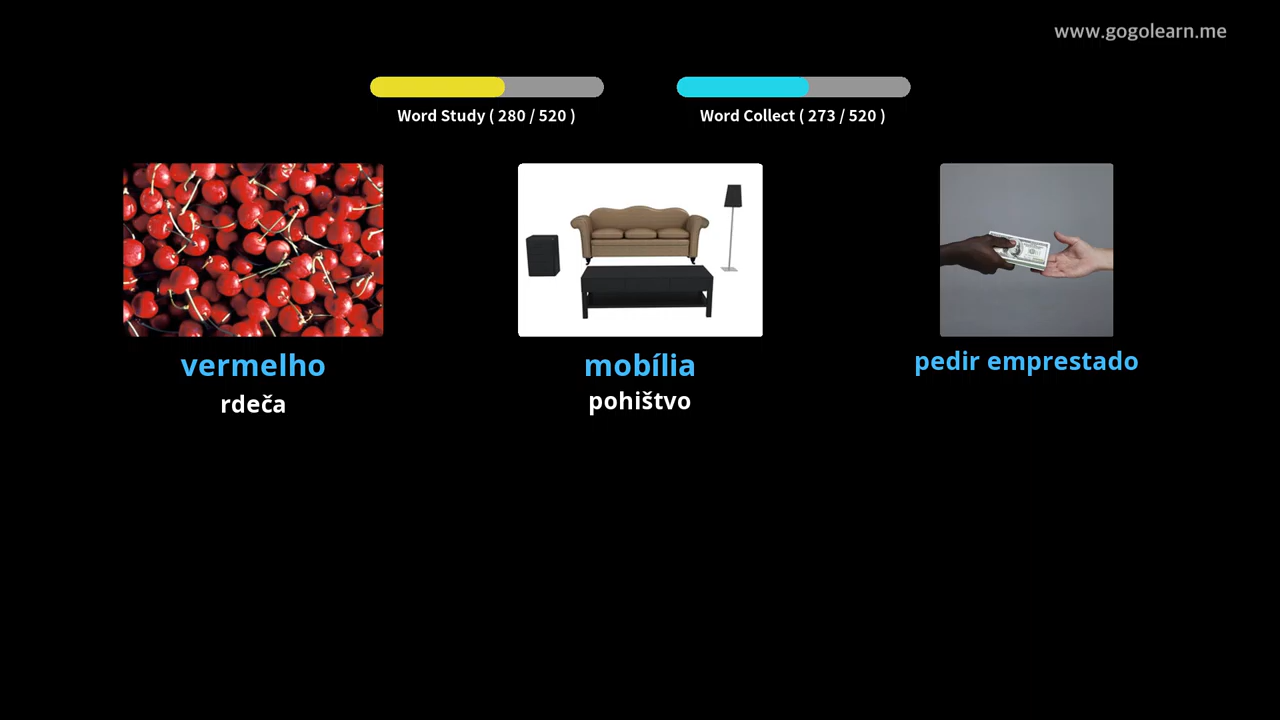 www.gogolearn.me
Word Study ( 280 / 520 )
Word Collect ( 273 / 520 )
vermelho
rdeča
mobília
pohištvo
pedir emprestado